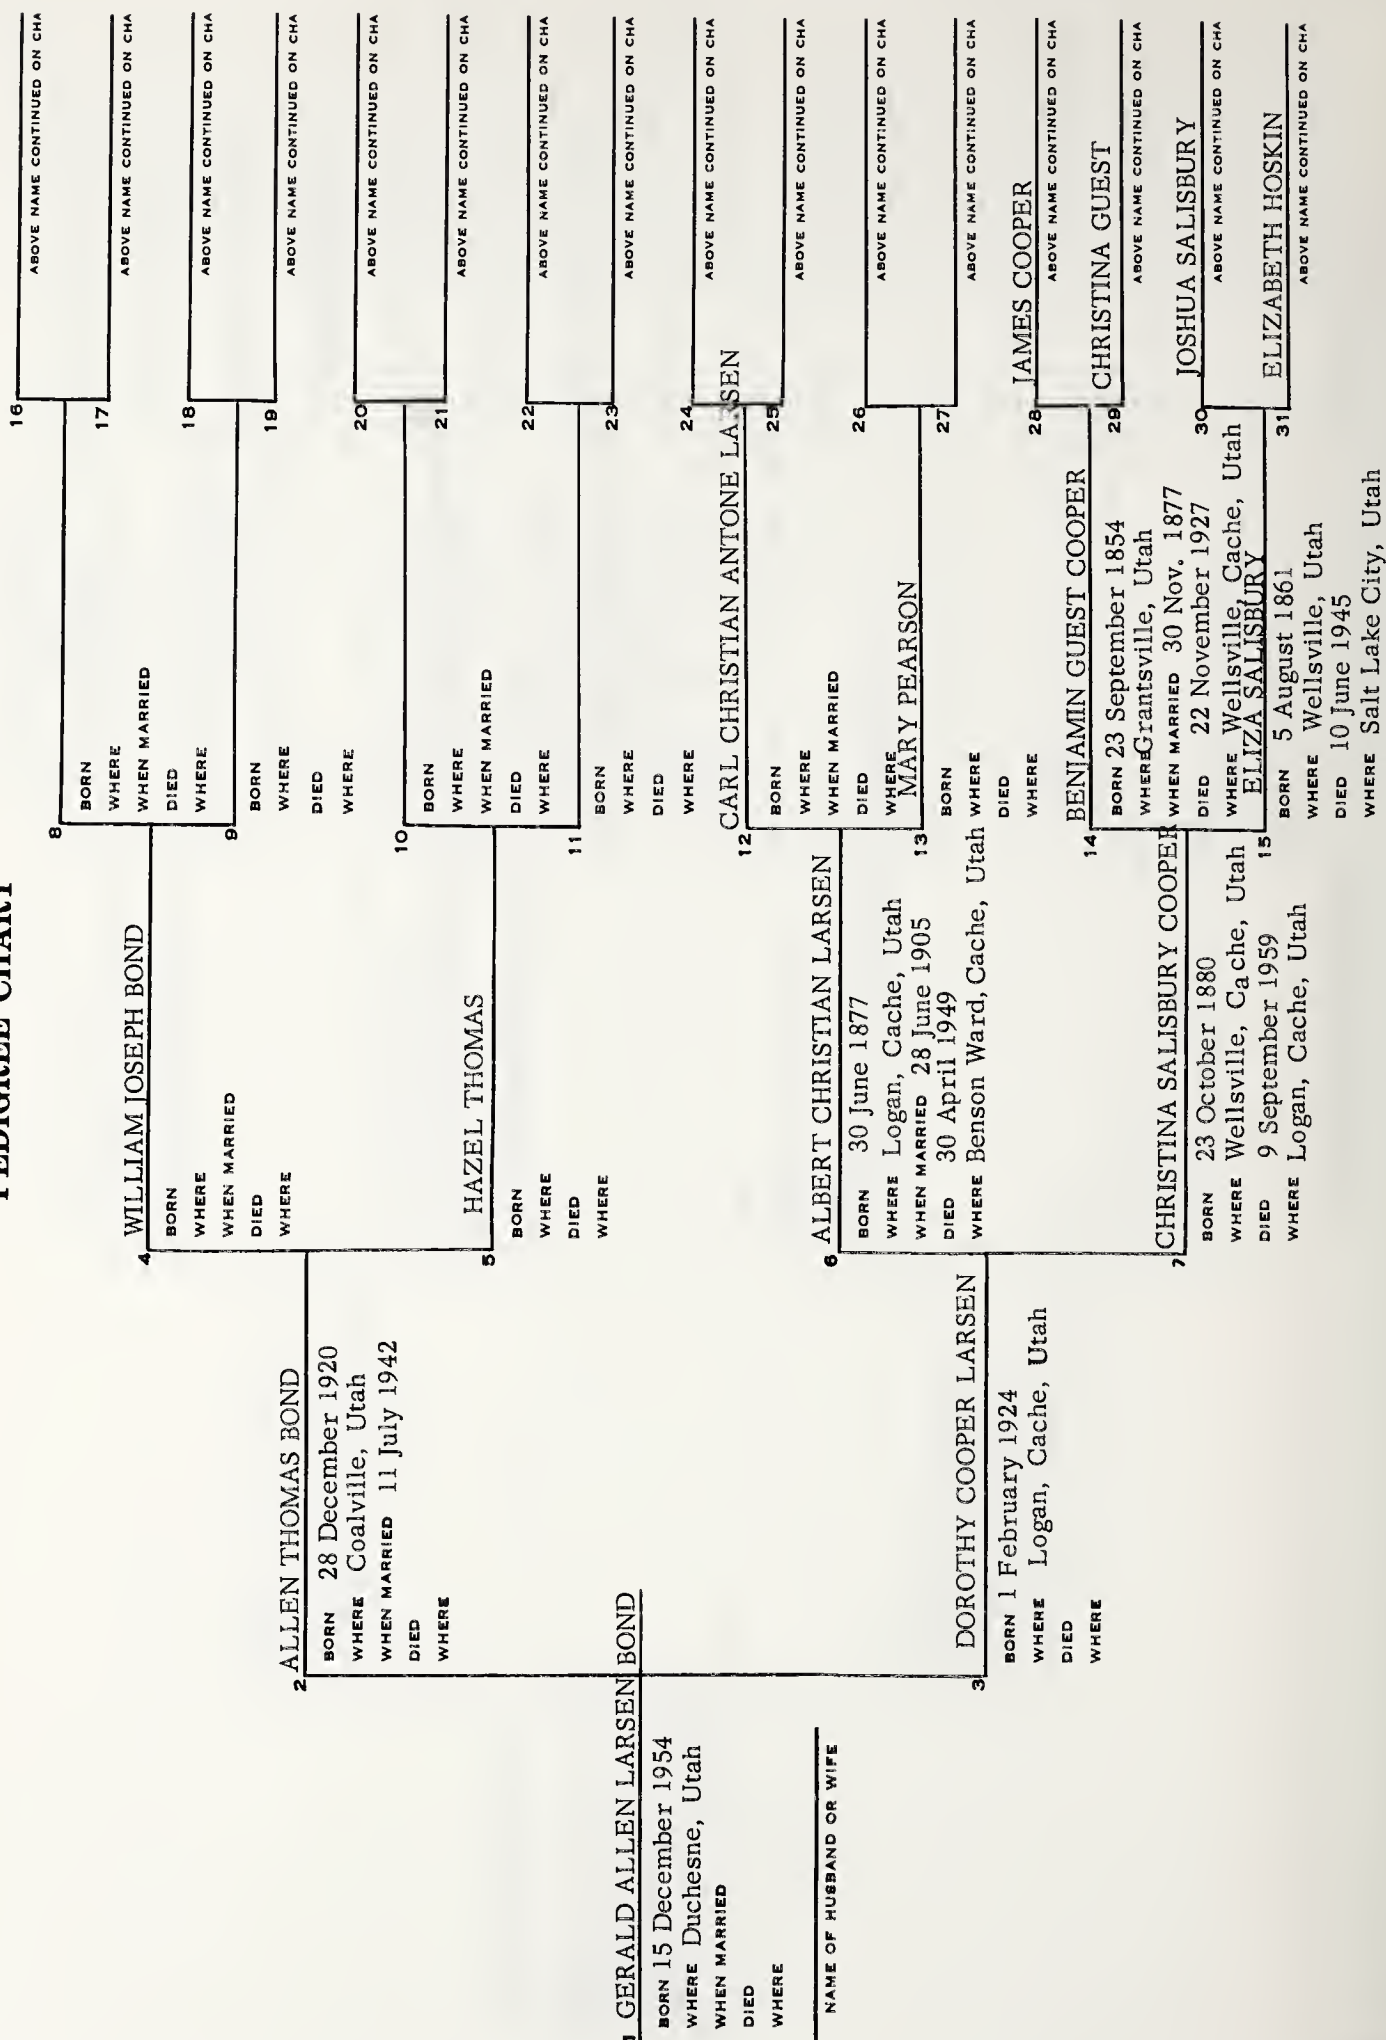 PEDIGREE CHART
GERALD ALLEN LARSEN BOND
BORN 15 December 1954
WHERE Duchesne, Utah
WHEN MARRIED
DIED
WHERE
NAME OF HUSBAND OR WIFE
2 ALLEN THOMAS BOND
BORN 28 December 1920
WHERE Coalville, Utah
WHEN MARRIED 11 July 1942
DIED
WHERE
3 DOROTHY COOPER LARSEN
BORN 1 February 1924
WHERE Logan, Cache, Utah
DIED
WHERE
4 WILLIAM JOSEPH BOND
BORN
WHERE
WHEN MARRIED
DIED
WHERE
5 HAZEL THOMAS
BORN
WHERE
DIED
WHERE
6 ALBERT CHRISTIAN LARSEN
BORN 30 June 1877
WHERE Logan, Cache, Utah
WHEN MARRIED 28 June 1905
DIED 30 April 1949
WHERE Benson Ward, Cache, Utah
7 CHRISTINA SALISBURY COOPER
BORN 23 October 1880
WHERE Wellsville, Cache, Utah
DIED 9 September 1959
WHERE Logan, Cache, Utah
8
BORN
WHERE
WHEN MARRIED
DIED
WHERE
9
BORN
WHERE
DIED
WHERE
10
BORN
WHERE
WHEN MARRIED
DIED
WHERE
11
BORN
WHERE
DIED
WHERE
12 CARL CHRISTIAN ANTONE LARSEN
BORN
WHERE
WHEN MARRIED
DIED
WHERE
13 MARY PEARSON
BORN
WHERE
DIED
WHERE
14 BENJAMIN GUEST COOPER
BORN 23 September 1854
WHERE Grantsville, Utah
WHEN MARRIED 30 Nov. 1877
DIED 22 November 1927
WHERE Wellsville, Cache, Utah
15 ELIZA SALISBURY
BORN 5 August 1861
WHERE Wellsville, Utah
DIED 10 June 1945
WHERE Salt Lake City, Utah
16
ABOVE NAME CONTINUED ON CHA
17
ABOVE NAME CONTINUED ON CHA
18
ABOVE NAME CONTINUED ON CHA
19
ABOVE NAME CONTINUED ON CHA
20
ABOVE NAME CONTINUED ON CHA
21
ABOVE NAME CONTINUED ON CHA
22
ABOVE NAME CONTINUED ON CHA
23
ABOVE NAME CONTINUED ON CHA
24
ABOVE NAME CONTINUED ON CHA
25
ABOVE NAME CONTINUED ON CHA
26
ABOVE NAME CONTINUED ON CHA
27
ABOVE NAME CONTINUED ON CHA
28 JAMES COOPER
ABOVE NAME CONTINUED ON CHA
29 CHRISTINA GUEST
ABOVE NAME CONTINUED ON CHA
30 JOSHUA SALISBURY
ABOVE NAME CONTINUED ON CHA
31 ELIZABETH HOSKIN
ABOVE NAME CONTINUED ON CHA